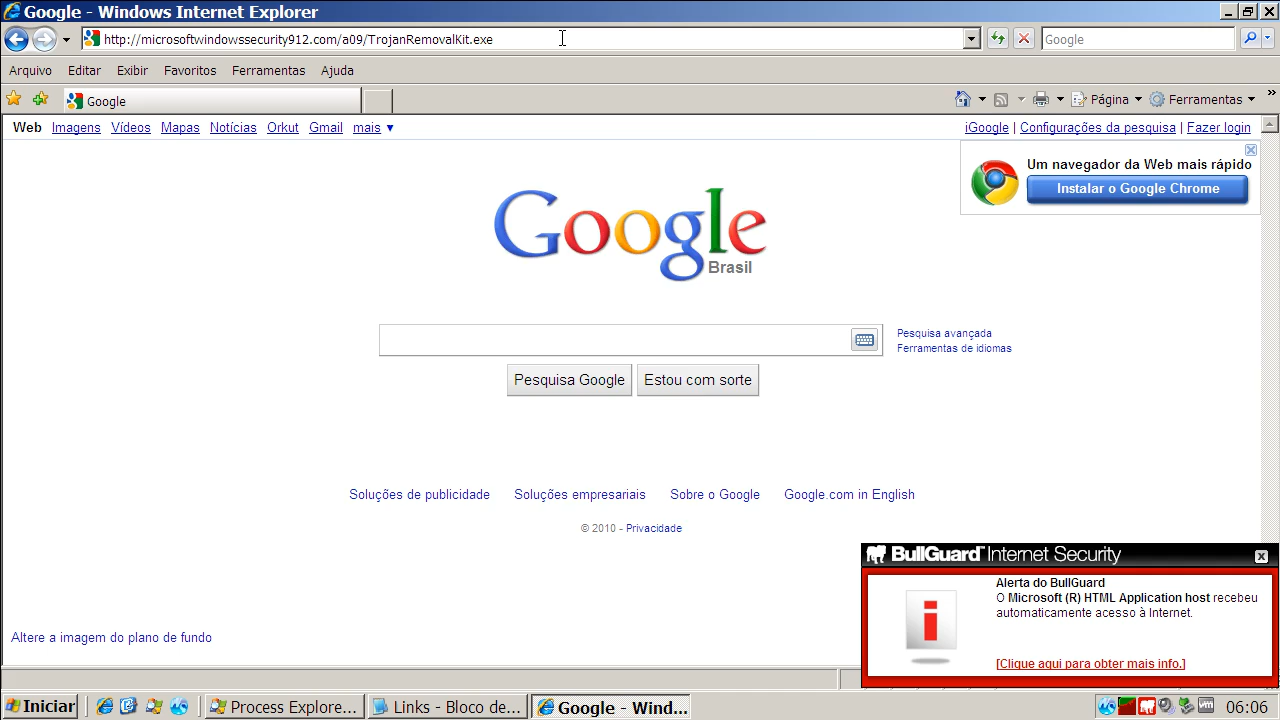 Google - Windows Internet Explorer
http://microsoftwindowssecurity912.com/a09/TrojanRemovalKit.exe
Google
Arquivo Editar Exibir Favoritos Ferramentas Ajuda
Google
Página Ferramentas »
Web Imagens Vídeos Mapas Notícias Orkut Gmail mais ▼
iGoogle | Configurações da pesquisa | Fazer login
Um navegador da Web mais rápido
Instalar o Google Chrome
Google
Brasil
Pesquisa avançada
Ferramentas de idiomas
Pesquisa Google Estou com sorte
Soluções de publicidade Soluções empresariais Sobre o Google Google.com in English
© 2010 - Privacidade
Altere a imagem do plano de fundo
BullGuard Internet Security
Alerta do BullGuard
O Microsoft (R) HTML Application host recebeu
automaticamente acesso à Internet.
[Clique aqui para obter mais info.]
Iniciar Process Explore... Links - Bloco de... Google - Wind... 06:06